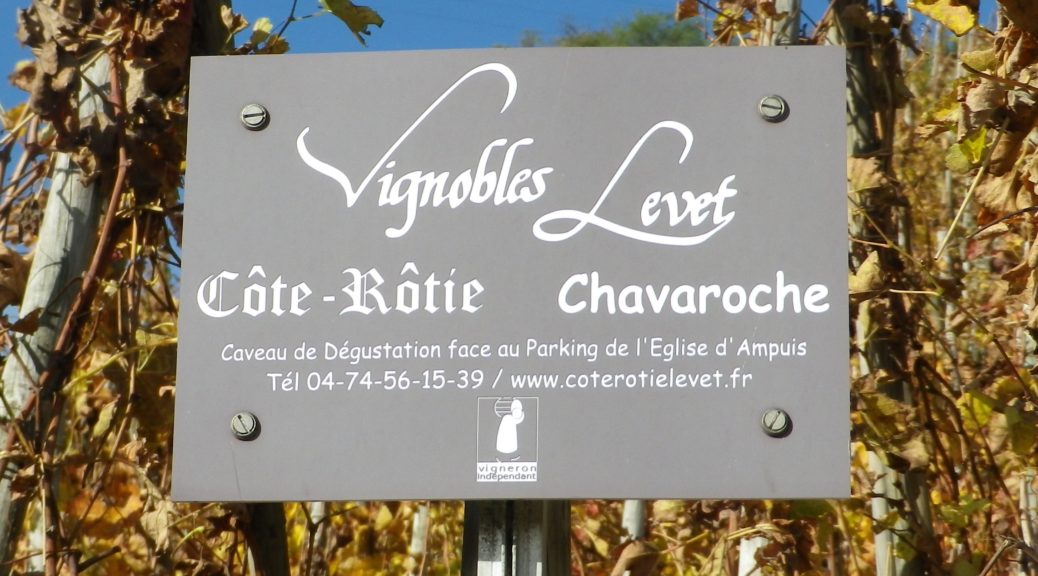 Vignobles Levet
Côte-Rôtie Chavaroche
Caveau de Dégustation face au Parking de l'Eglise d'Ampuis
Tél 04-74-56-15-39 / www.coterotielevet.fr
vigneron
indépendant